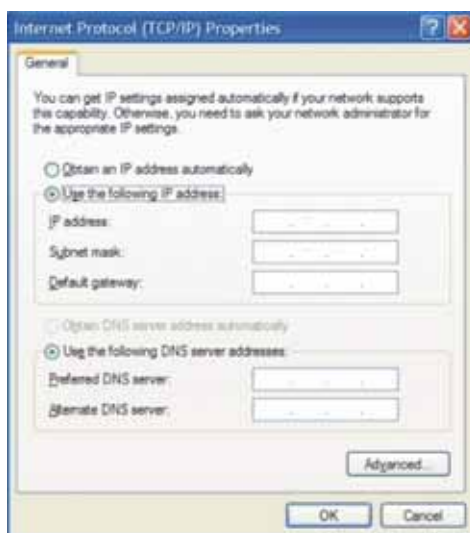 Internet Protocol (TCP/IP) Properties
General
You can get IP settings assigned automatically if your network supports
this capability. Otherwise, you need to ask your network administrator for
the appropriate IP settings.
Obtain an IP address automatically
Use the following IP address:
IP address:
Subnet mask:
Default gateway:
Obtain DNS server address automatically
Use the following DNS server addresses:
Preferred DNS server:
Alternate DNS server:
Advanced...
OK
Cancel